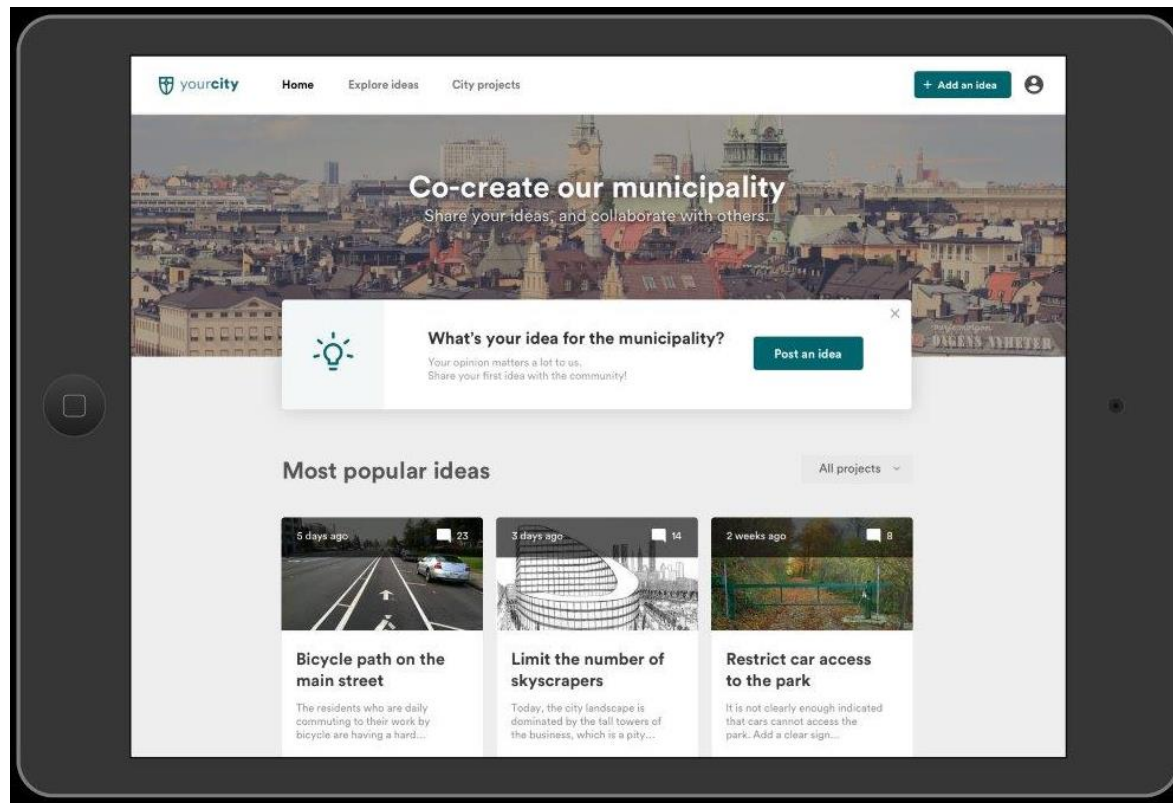 yourcity
Home
Explore ideas
City projects
+ Add an idea
Co-create our municipality
Share your ideas, and collaborate with others.
What's your idea for the municipality?
Your opinion matters a lot to us.
Share your first idea with the community!
Post an idea
DAGENS NYHETER
Most popular ideas
All projects
5 days ago
23
3 days ago
14
2 weeks ago
8
Bicycle path on the
main street
The residents who are daily
commuting to their work by
bicycle are having a hard...
Limit the number of
skyscrapers
Today, the city landscape is
dominated by the tall towers of
the business, which is a pity...
Restrict car access
to the park
It is not clearly enough indicated
that cars cannot access the
park. Add a clear sign...